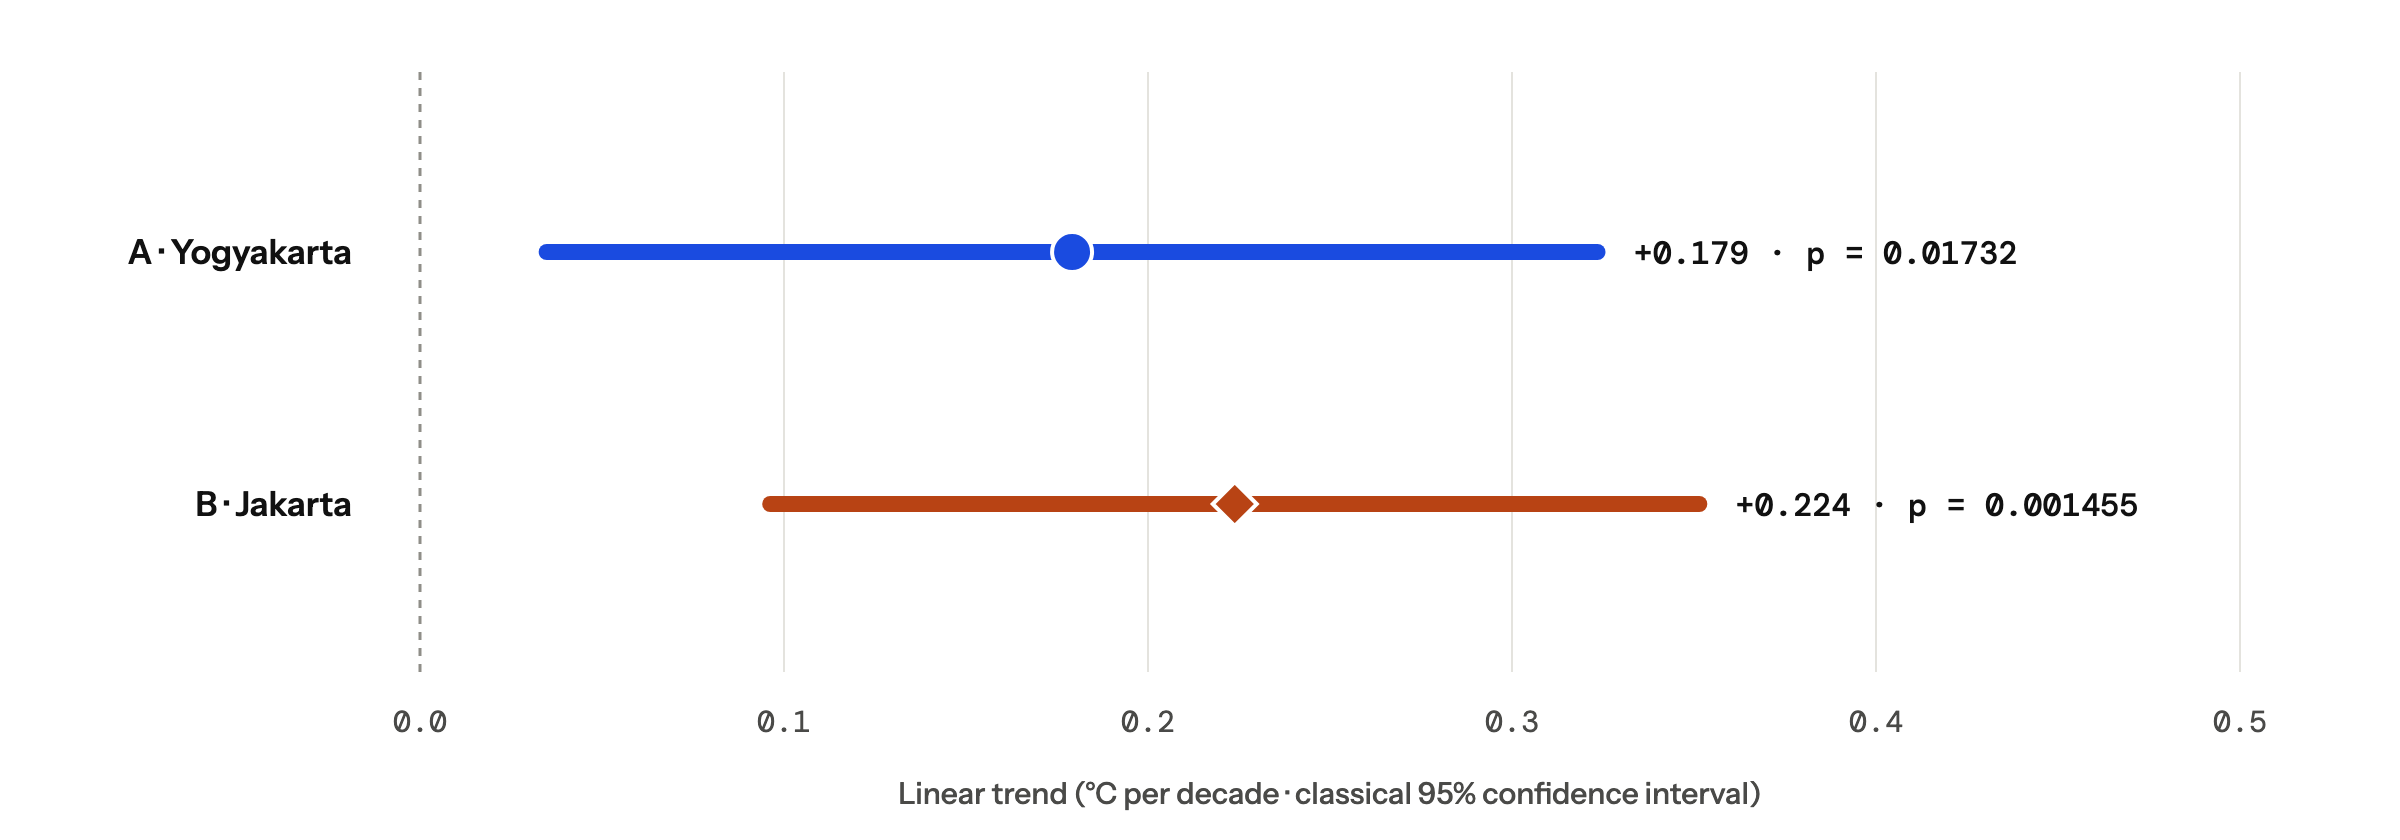 A · Yogyakarta
+0.179 · p = 0.01732
B · Jakarta
+0.224 · p = 0.001455
0.0 0.1 0.2 0.3 0.4 0.5
Linear trend (°C per decade · classical 95% confidence interval)